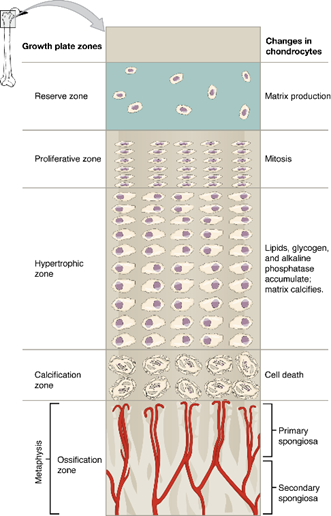 Growth plate zones
Changes in
chondrocytes
Reserve zone
Matrix production
Proliferative zone
Mitosis
Hypertrophic
zone
Lipids, glycogen,
and alkaline
phosphatase
accumulate;
matrix calcifies.
Calcification
zone
Cell death
Metaphysis
Ossification
zone
Primary
spongiosa
Secondary
spongiosa